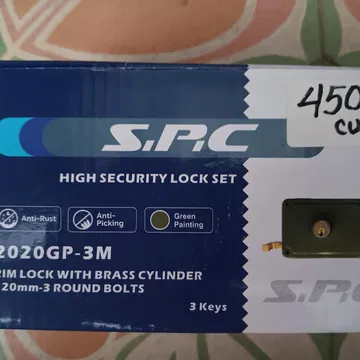 450
CU
S.P.C
HIGH SECURITY LOCK SET
Anti-Rust
Anti-
Picking
Green
Painting
2020GP-3M
RIM LOCK WITH BRASS CYLINDER
20mm-3 ROUND BOLTS
3 Keys
S.P.C